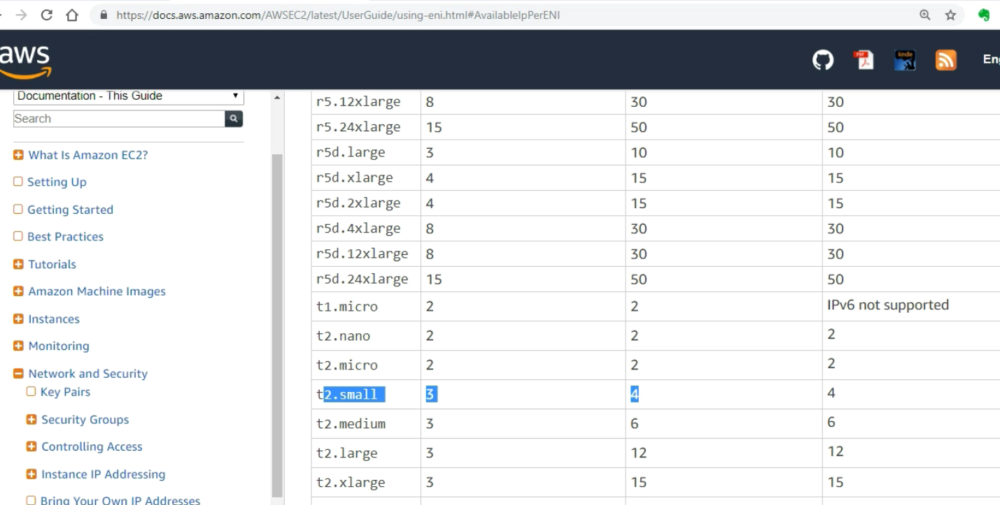 https://docs.aws.amazon.com/AWSEC2/latest/UserGuide/using-eni.html#AvailableIpPerENI
aws
PDF
kindle
Documentation - This Guide
Search
What Is Amazon EC2?
Setting Up
Getting Started
Best Practices
Tutorials
Amazon Machine Images
Instances
Monitoring
Network and Security
Key Pairs
Security Groups
Controlling Access
Instance IP Addressing
Bring Your Own IP Addresses
r5.12xlarge 8 30 30
r5.24xlarge 15 50 50
r5d.large 3 10 10
r5d.xlarge 4 15 15
r5d.2xlarge 4 15 15
r5d.4xlarge 8 30 30
r5d.12xlarge 8 30 30
r5d.24xlarge 15 50 50
t1.micro 2 2 IPv6 not supported
t2.nano 2 2 2
t2.micro 2 2 2
t2.small 3 4 4
t2.medium 3 6 6
t2.large 3 12 12
t2.xlarge 3 15 15